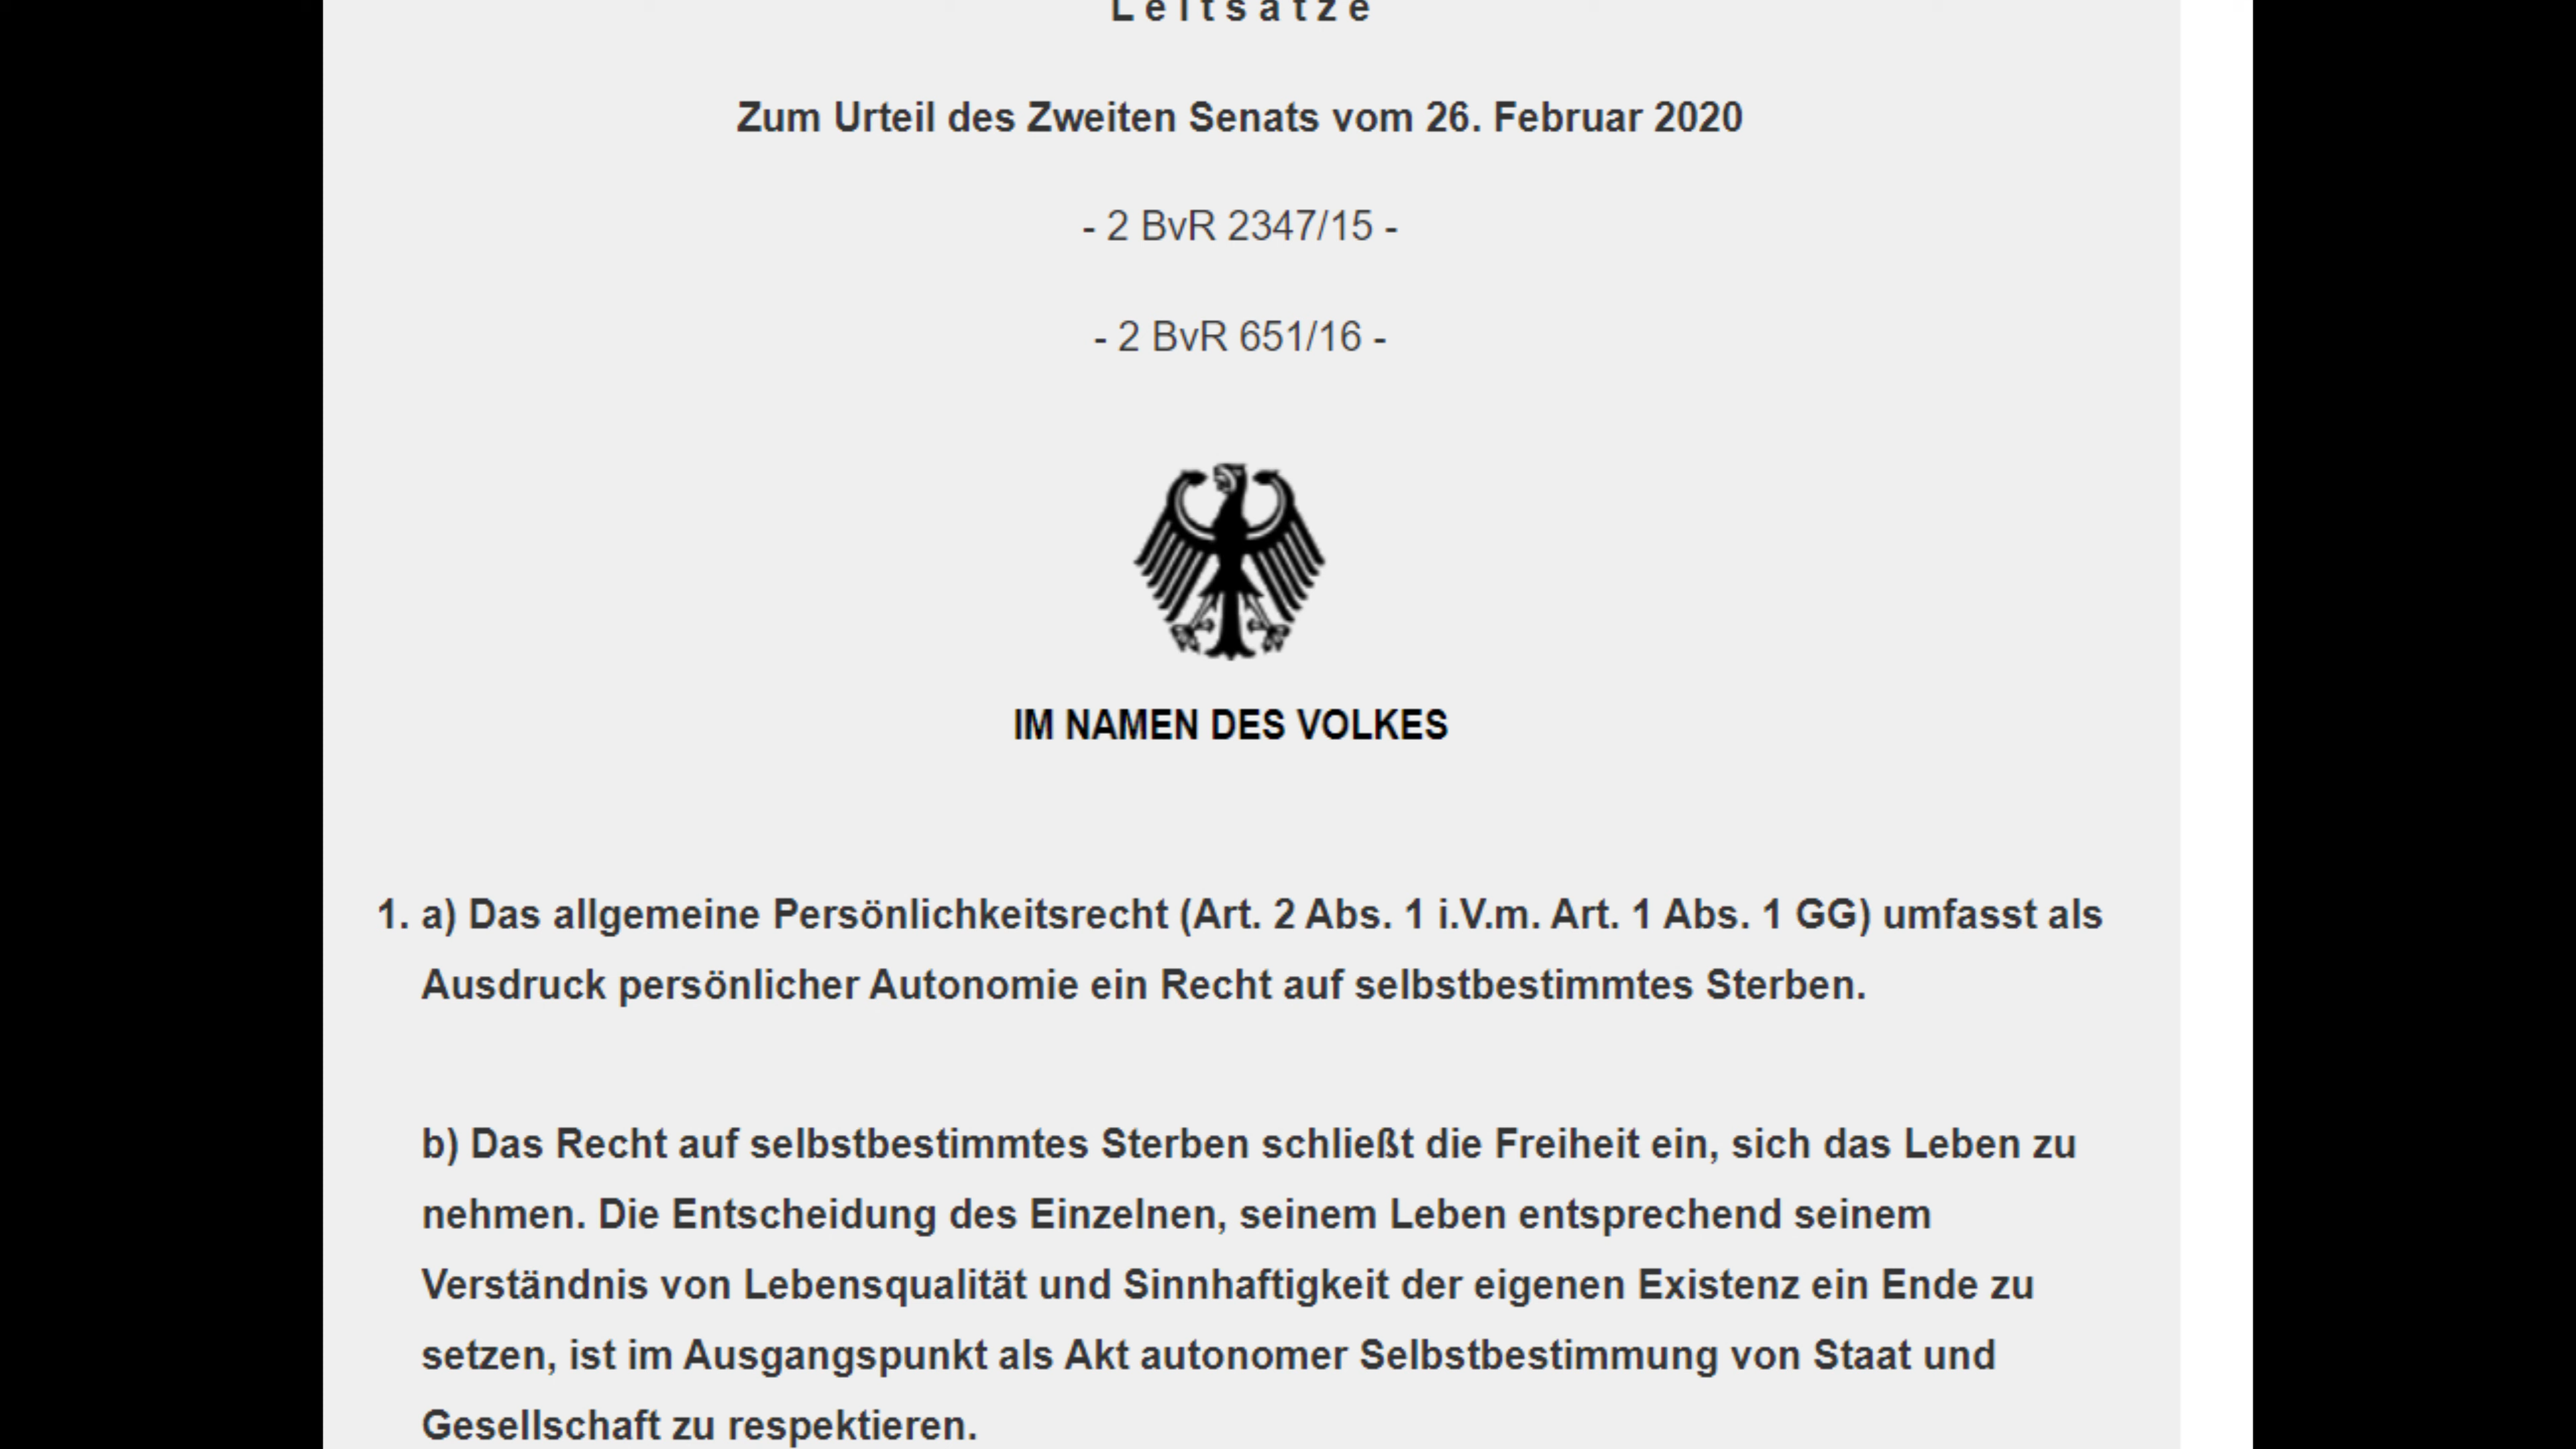 Leitsätze
Zum Urteil des Zweiten Senats vom 26. Februar 2020
- 2 BvR 2347/15 -
- 2 BvR 651/16 -
IM NAMEN DES VOLKES
1. a) Das allgemeine Persönlichkeitsrecht (Art. 2 Abs. 1 i.V.m. Art. 1 Abs. 1 GG) umfasst als
Ausdruck persönlicher Autonomie ein Recht auf selbstbestimmtes Sterben.
b) Das Recht auf selbstbestimmtes Sterben schließt die Freiheit ein, sich das Leben zu
nehmen. Die Entscheidung des Einzelnen, seinem Leben entsprechend seinem
Verständnis von Lebensqualität und Sinnhaftigkeit der eigenen Existenz ein Ende zu
setzen, ist im Ausgangspunkt als Akt autonomer Selbstbestimmung von Staat und
Gesellschaft zu respektieren.